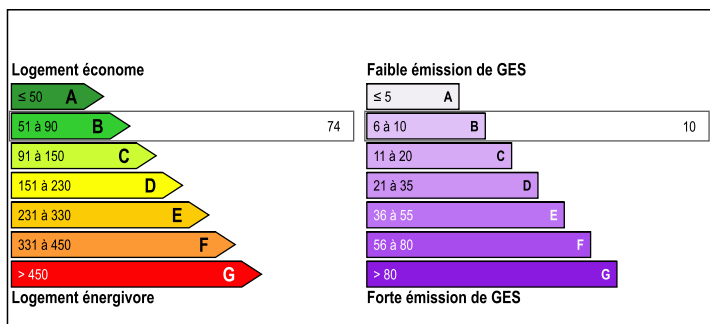 Logement économe
≤ 50 A
51 à 90 B 74
91 à 150 C
151 à 230 D
231 à 330 E
331 à 450 F
> 450 G
Logement énergivore
Faible émission de GES
≤ 5 A
6 à 10 B 10
11 à 20 C
21 à 35 D
36 à 55 E
56 à 80 F
> 80 G
Forte émission de GES